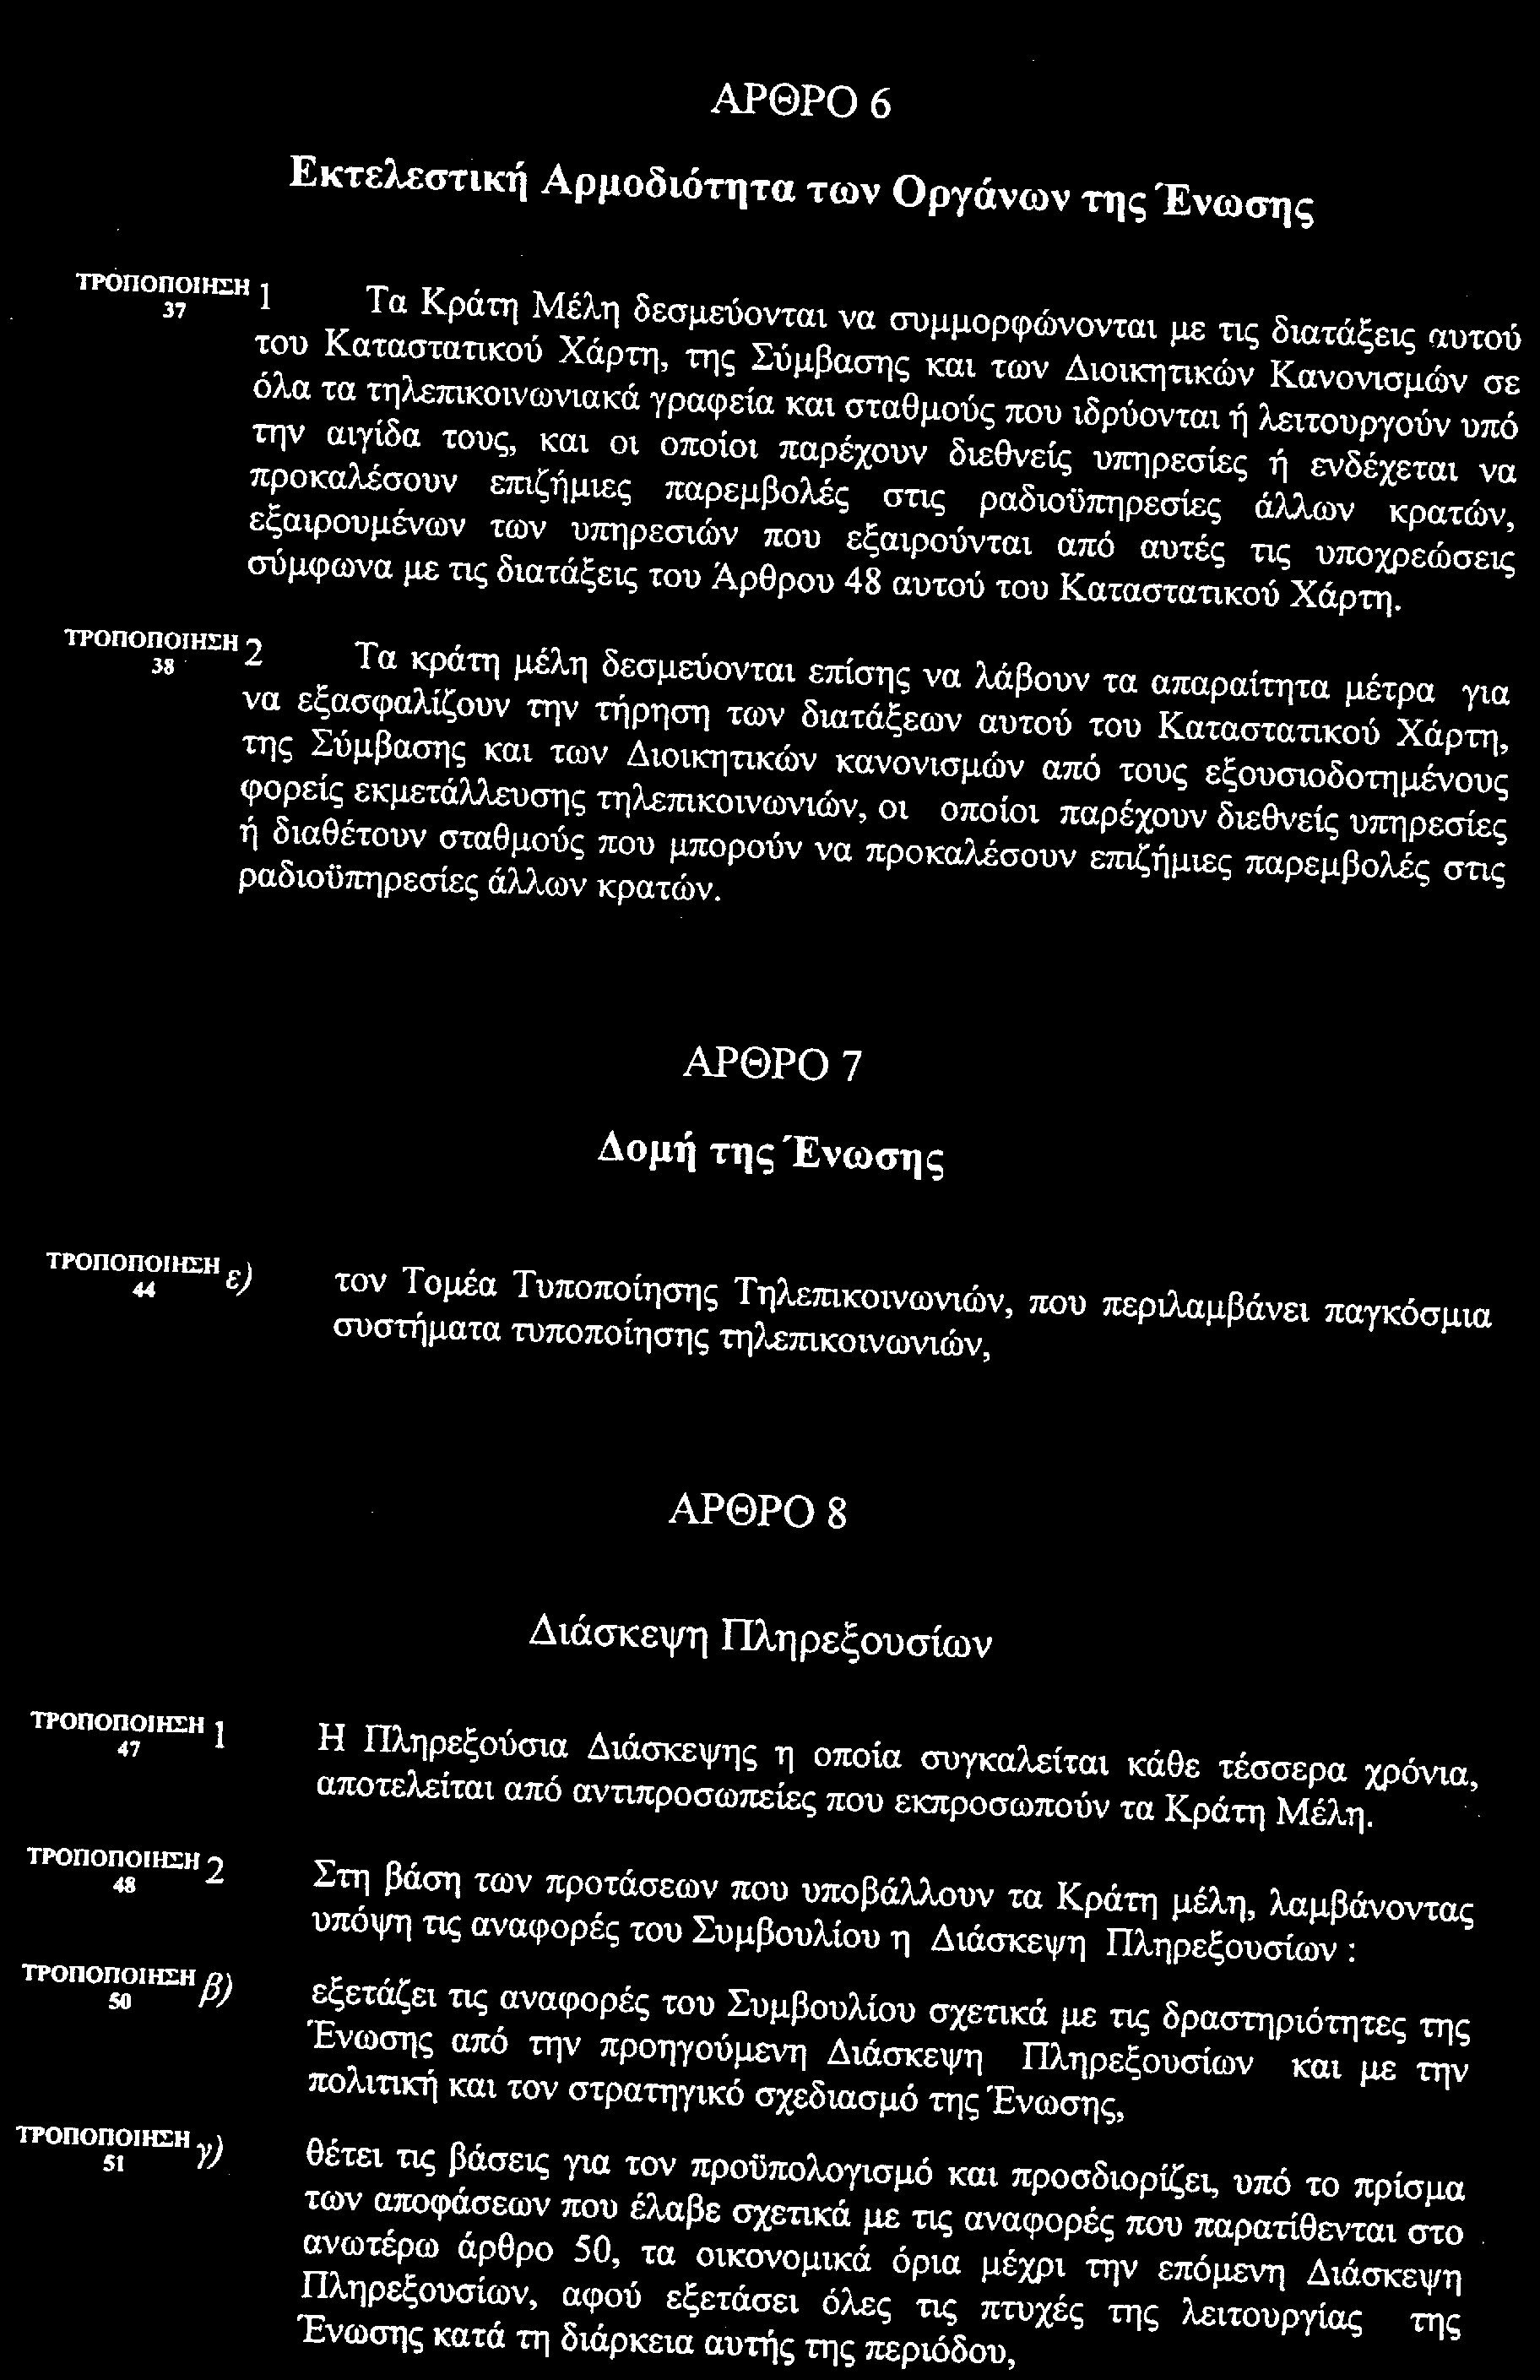 ΑΡΘΡΟ 6
Εκτελεστική Αρμοδιότητα των Οργάνων της Ένωσης
ΤΡΟΠΟΠΟΙΗΣΗ 1 Τα Κράτη Μέλη δεσμεύονται να συμμορφώνονται με τις διατάξεις αυτού
37
του Καταστατικού Χάρτη, της Σύμβασης και των Διοικητικών Κανονισμών σε
όλα τα τηλεπικοινωνιακά γραφεία και σταθμούς που ιδρύονται ή λειτουργούν υπό
την αιγίδα τους, και οι οποίοι παρέχουν διεθνείς υπηρεσίες ή ενδέχεται να
προκαλέσουν επιζήμιες παρεμβολές στις ραδιοϋπηρεσίες άλλων κρατών,
εξαιρουμένων των υπηρεσιών που εξαιρούνται από αυτές τις υποχρεώσεις
σύμφωνα με τις διατάξεις του Άρθρου 48 αυτού του Καταστατικού Χάρτη.
ΤΡΟΠΟΠΟΙΗΣΗ 2 Τα κράτη μέλη δεσμεύονται επίσης να λάβουν τα απαραίτητα μέτρα για
38
να εξασφαλίζουν την τήρηση των διατάξεων αυτού του Καταστατικού Χάρτη,
της Σύμβασης και των Διοικητικών κανονισμών από τους εξουσιοδοτημένους
φορείς εκμετάλλευσης τηλεπικοινωνιών, οι οποίοι παρέχουν διεθνείς υπηρεσίες
ή διαθέτουν σταθμούς που μπορούν να προκαλέσουν επιζήμιες παρεμβολές στις
ραδιοϋπηρεσίες άλλων κρατών.
ΑΡΘΡΟ 7
Δομή της Ένωσης
ΤΡΟΠΟΠΟΙΗΣΗ ε) τον Τομέα Τυποποίησης Τηλεπικοινωνιών, που περιλαμβάνει παγκόσμια
44
συστήματα τυποποίησης τηλεπικοινωνιών,
ΑΡΘΡΟ 8
Διάσκεψη Πληρεξουσίων
ΤΡΟΠΟΠΟΙΗΣΗ 1 Η Πληρεξούσια Διάσκεψης η οποία συγκαλείται κάθε τέσσερα χρόνια,
47
αποτελείται από αντιπροσωπείες που εκπροσωπούν τα Κράτη Μέλη.
ΤΡΟΠΟΠΟΙΗΣΗ 2 Στη βάση των προτάσεων που υποβάλλουν τα Κράτη μέλη, λαμβάνοντας
48
υπόψη τις αναφορές του Συμβουλίου η Διάσκεψη Πληρεξουσίων :
ΤΡΟΠΟΠΟΙΗΣΗ β) εξετάζει τις αναφορές του Συμβουλίου σχετικά με τις δραστηριότητες της
50
Ένωσης από την προηγούμενη Διάσκεψη Πληρεξουσίων και με την
πολιτική και τον στρατηγικό σχεδιασμό της Ένωσης,
ΤΡΟΠΟΠΟΙΗΣΗ γ) θέτει τις βάσεις για τον προϋπολογισμό και προσδιορίζει, υπό το πρίσμα
51
των αποφάσεων που έλαβε σχετικά με τις αναφορές που παρατίθενται στο
ανωτέρω άρθρο 50, τα οικονομικά όρια μέχρι την επόμενη Διάσκεψη
Πληρεξουσίων, αφού εξετάσει όλες τις πτυχές της λειτουργίας της
Ένωσης κατά τη διάρκεια αυτής της περιόδου,